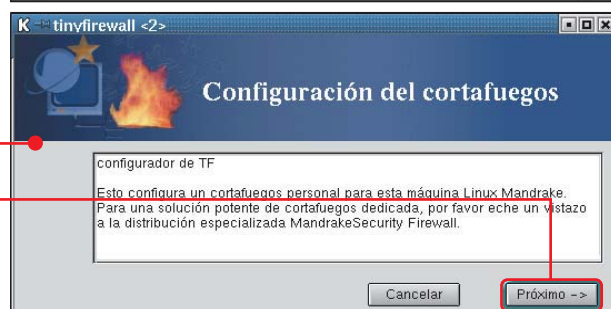 tinyfirewall <2>
Configuración del cortafuegos
configurador de TF
Esto configura un cortafuegos personal para esta máquina Linux Mandrake.
Para una solución potente de cortafuegos dedicada, por favor eche un vistazo
a la distribución especializada MandrakeSecurity Firewall.
Cancelar
Próximo ->